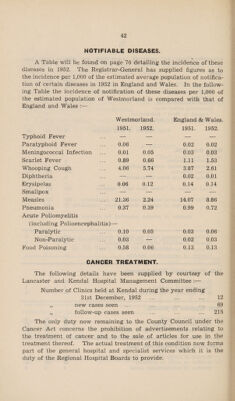 42
NOTIFIABLE DISEASES.
A Table will be found on page 76 detailing the incidence of these
diseases in 1952. The Registrar-General has supplied figures as to
the incidence per 1,000 of the estimated average population of notifica-
tion of certain diseases in 1952 in England and Wales. In the follow-
ing Table the incidence of notification of these diseases per 1,000 of
the estimated population of Westmorland is compared with that of
England and Wales :—
Westmorland. England & Wales.
1951. 1952. 1951. 1952.
Typhoid Fever ... — — — —
Paratyphoid Fever ... 0.06 — 0.02 0.02
Meningococcal Infection ... 0.01 0.05 0.03 0.03
Scarlet Fever ... 0.89 0.66 1.11 1.53
Whooping Cough ... 4.06 5.74 3.87 2.61
Diphtheria ... — — 0.02 0.01
Erysipelas ... 0.06 0.12 0.14 0.14
Smallpox ... — — — —
Measles ... 21.36 2.24 14.07 8.86
Pneumonia ... 0.37 0.39 0.99 0.72
Acute Poliomyelitis
(including Polioencephalitis)—
Paralytic ... 0.10 0.05 0.03 0.06
Non-Paralytic ... 0.03 — 0.02 0.03
Food Poisoning ... 0.58 0.06 0.13 0.13
CANCER TREATMENT.
The following details have been supplied by courtesy of the
Lancaster and Kendal Hospital Management Committee :—
Number of Clinics held at Kendal during the year ending
31st December, 1952 ... 12
„ new cases seen ... 69
„ follow-up cases seen ... 215
The only duty now remaining to the County Council under the
Cancer Act concerns the prohibition of advertisements relating to
the treatment of cancer and to the sale of articles for use in the
treatment thereof. The actual treatment of this condition now forms
part of the general hospital and specialist services which it is the
duty of the Regional Hospital Boards to provide.